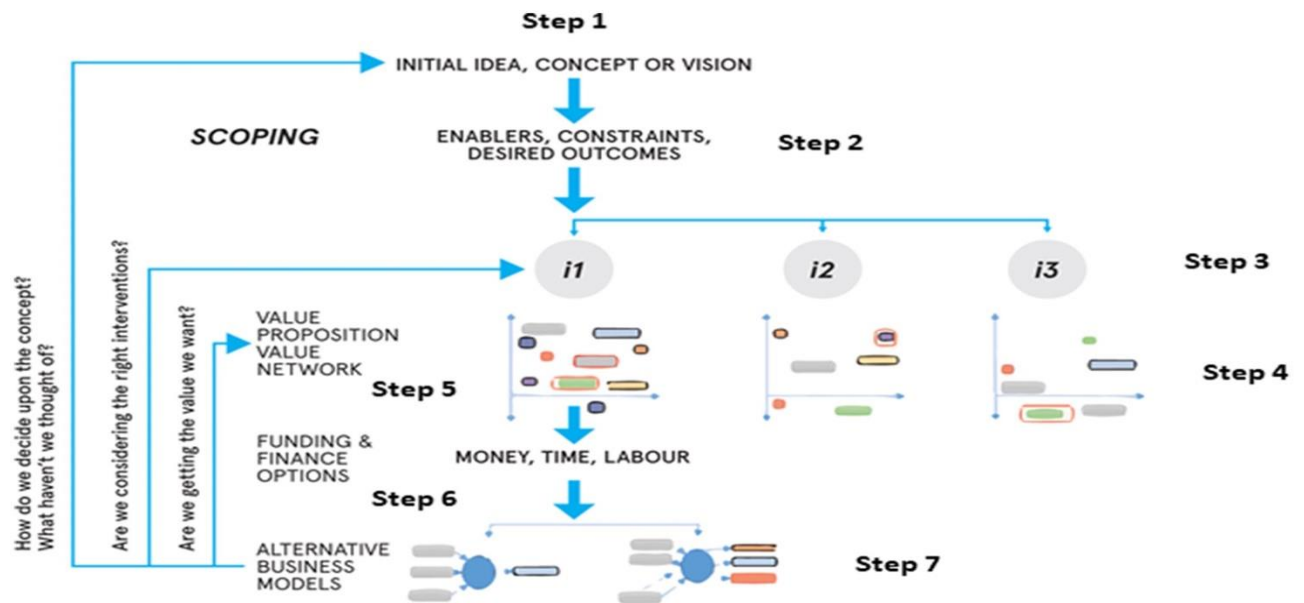 Step 1
INITIAL IDEA, CONCEPT OR VISION
SCOPING
ENABLERS, CONSTRAINTS,
DESIRED OUTCOMES
Step 2
i1
i2
i3
Step 3
How do we decide upon the concept?
What haven't we thought of?
Are we considering the right interventions?
Are we getting the value we want?
VALUE
PROPOSITION
VALUE
NETWORK
Step 5
Step 4
FUNDING &
FINANCE
OPTIONS
MONEY, TIME, LABOUR
Step 6
ALTERNATIVE
BUSINESS
MODELS
Step 7